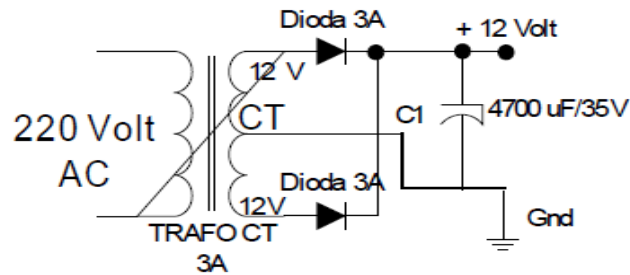 Dioda 3A
+ 12 Volt
12 V
220 Volt
AC
CT
C1
4700 uF/35V
Dioda 3A
12V
Gnd
TRAFO CT
3A